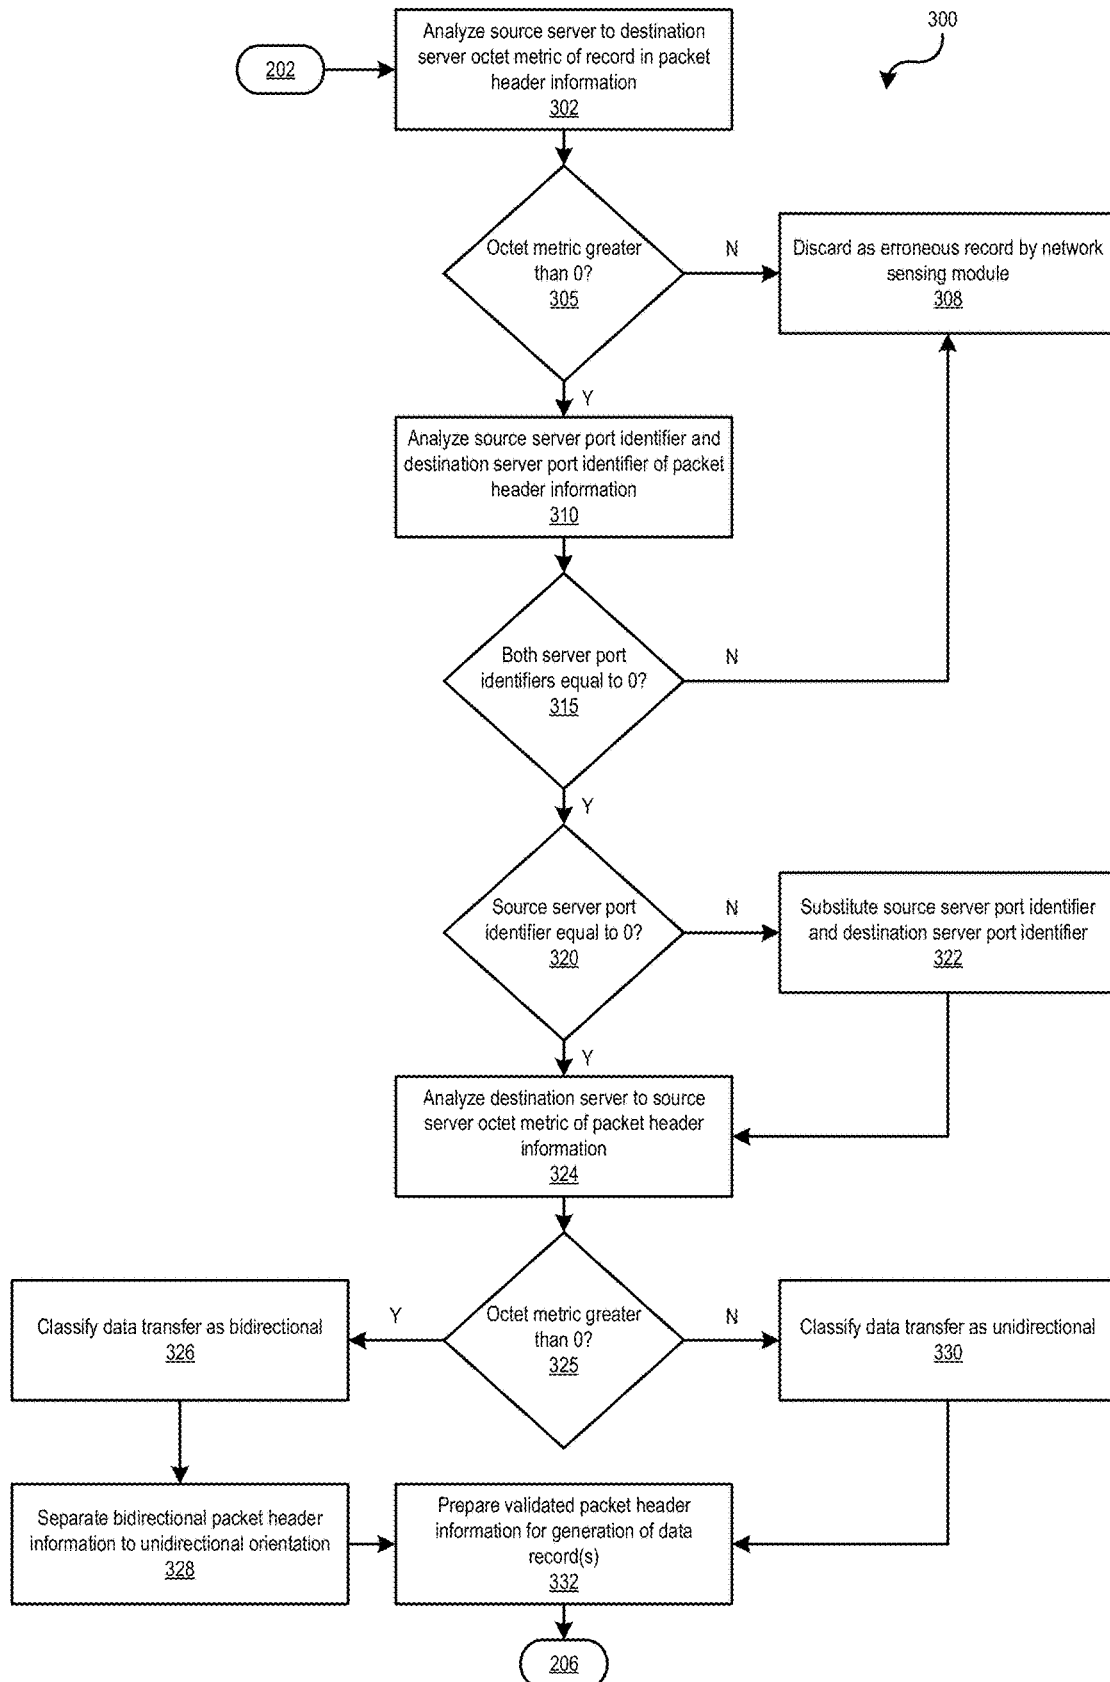 300
202
Analyze source server to destination
server octet metric of record in packet
header information
302
Octet metric greater
than 0?
305
N
Discard as erroneous record by network
sensing module
308
Y
Analyze source server port identifier and
destination server port identifier of packet
header information
310
Both server port
identifiers equal to 0?
315
N
Y
Source server port
identifier equal to 0?
320
N
Substitute source server port identifier
and destination server port identifier
322
Y
Analyze destination server to source
server octet metric of packet header
information
324
Octet metric greater
than 0?
325
Y
N
Classify data transfer as bidirectional
326
Classify data transfer as unidirectional
330
Separate bidirectional packet header
information to unidirectional orientation
328
Prepare validated packet header
information for generation of data
record(s)
332
206